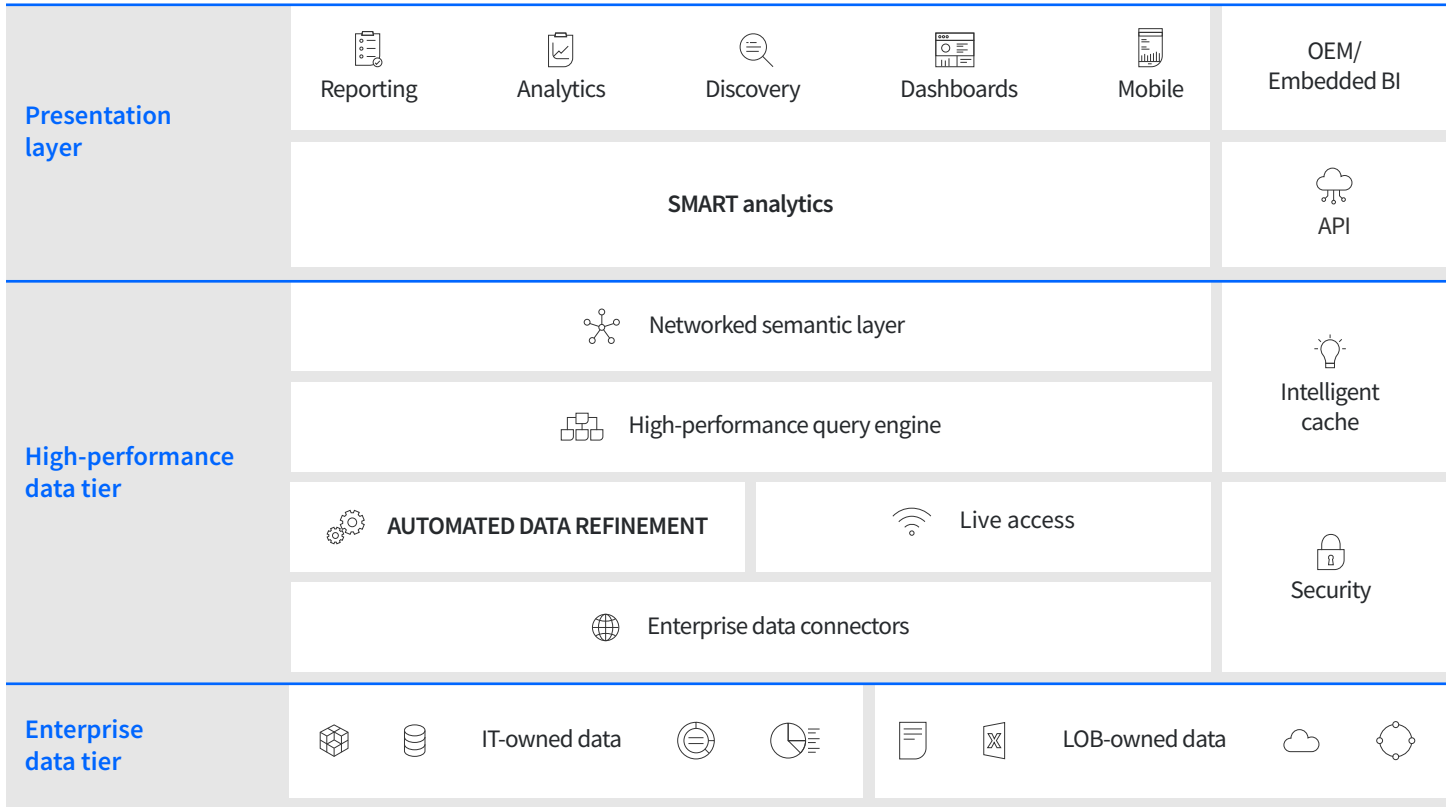 Presentation
layer
Reporting
Analytics
Discovery
Dashboards
Mobile
OEM/
Embedded BI
SMART analytics
API
High-performance
data tier
Networked semantic layer
High-performance query engine
Intelligent
cache
AUTOMATED DATA REFINEMENT
Live access
Enterprise data connectors
Security
Enterprise
data tier
IT-owned data
X
LOB-owned data